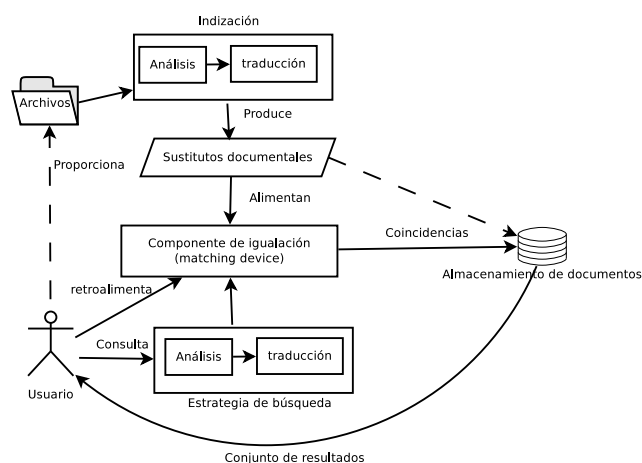 Indización
Análisis
traducción
Archivos
Produce
Proporciona
Sustitutos documentales
Alimentan
Componente de igualación
(matching device)
Coincidencias
Almacenamiento de documentos
retroalimenta
Consulta
Análisis
traducción
Usuario
Estrategia de búsqueda
Conjunto de resultados